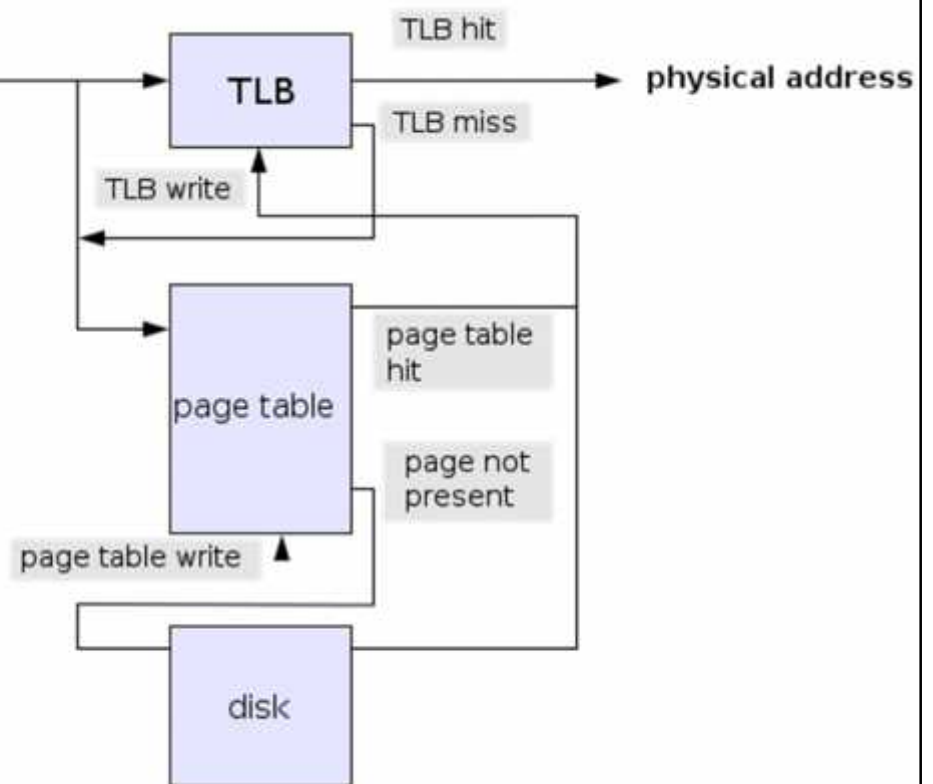 TLB hit
TLB
physical address
TLB miss
TLB write
page table
hit
page table
page not
present
page table write
disk